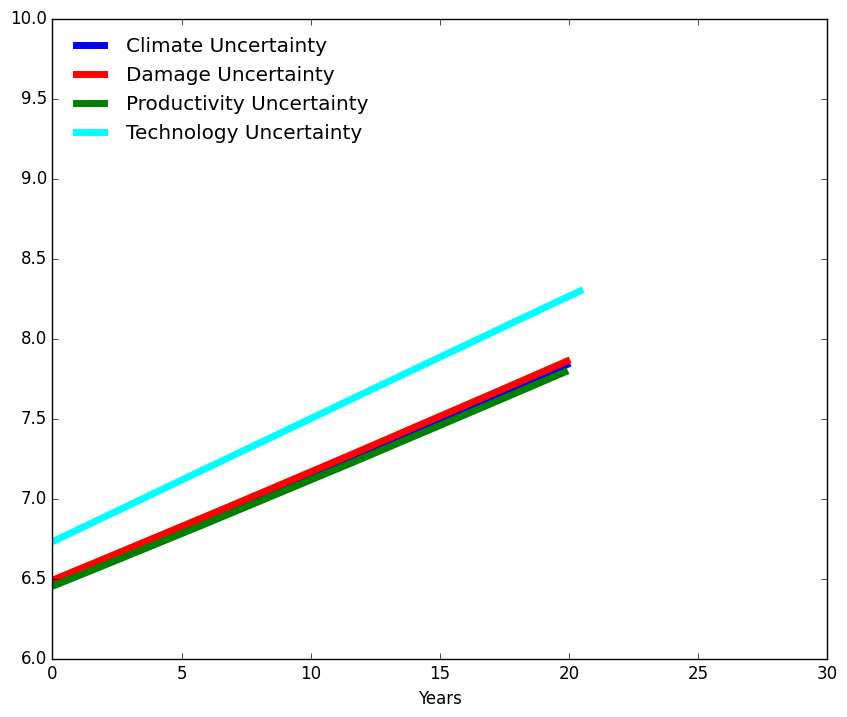 10.0
9.5
9.0
8.5
8.0
7.5
7.0
6.5
6.0
Climate Uncertainty
Damage Uncertainty
Productivity Uncertainty
Technology Uncertainty
0 5 10 15 20 25 30
Years